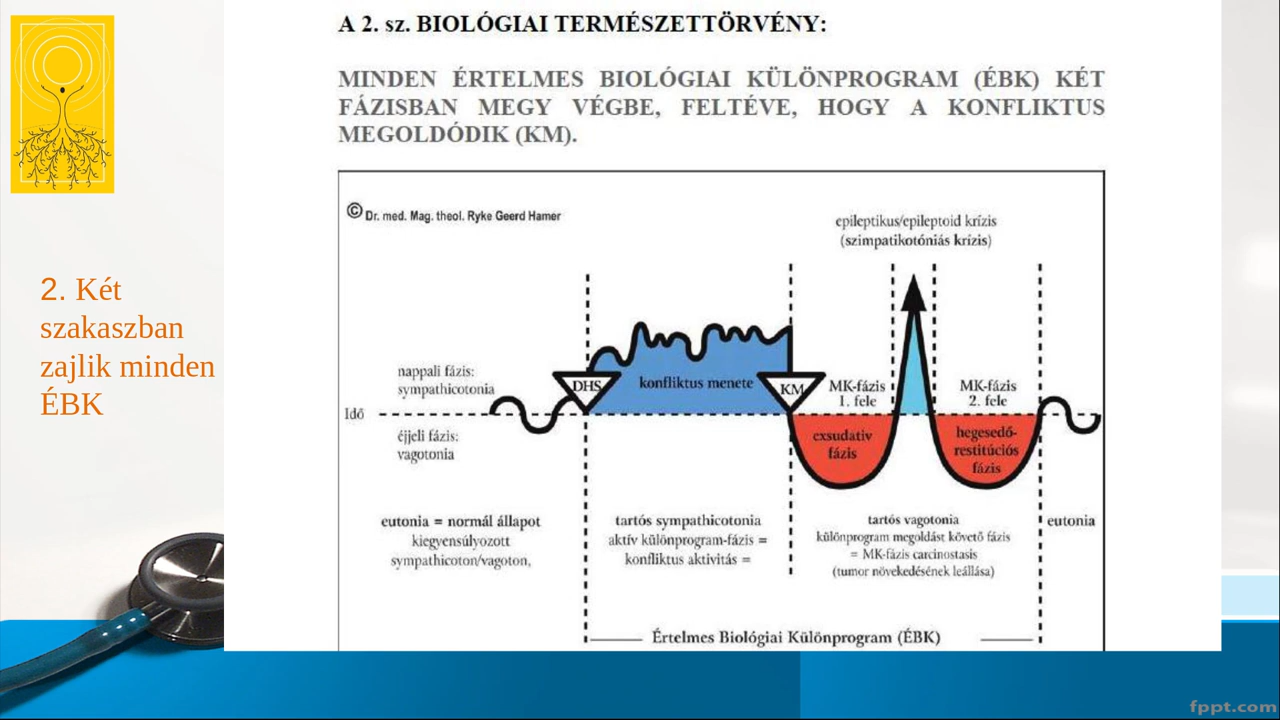 A 2. sz. BIOLÓGIAI TERMÉSZETTÖRVÉNY:
MINDEN ÉRTELMES BIOLÓGIAI KÜLÖNPROGRAM (ÉBK) KÉT
FÁZISBAN MEGY VÉGBE, FELTÉVE, HOGY A KONFLIKTUS
MEGOLDÓDIK (KM).
2. Két
szakaszban
zajlik minden
ÉBK
© Dr. med. Mag. theol. Ryke Geerd Hamer
epileptikus/epileptoid krízis
(szimpatikotóniás krízis)
nappali fázis:
sympathicotonia
DHS
konfliktus menete
KM
MK-fázis
1. fele
MK-fázis
2. fele
Idő
éjjeli fázis:
vagotonia
exsudatív
fázis
hegesedő-
restitúciós
fázis
eutonia = normál állapot
kiegyensúlyozott
sympathicoton/vagoton,
tartós sympathicotonia
aktív különprogram-fázis =
konfliktus aktivitás =
tartós vagotonia
különprogram megoldást követő fázis
= MK-fázis carcinostasis
(tumor növekedésének leállása)
eutonia
Értelmes Biológiai Különprogram (ÉBK)
fppt.com